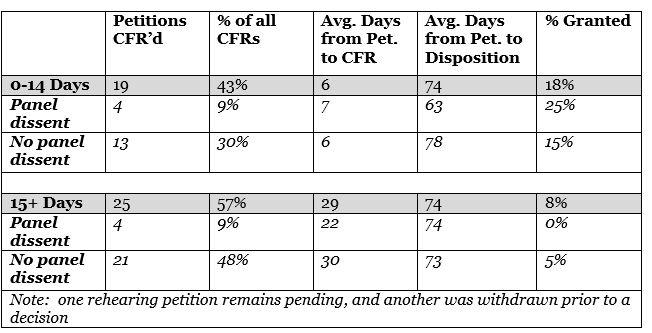 Petitions CFR'd % of all CFRs Avg. Days from Pet. to CFR Avg. Days from Pet. to Disposition % Granted
0-14 Days 19 43% 6 74 18%
Panel dissent 4 9% 7 63 25%
No panel dissent 13 30% 6 78 15%
15+ Days 25 57% 29 74 8%
Panel dissent 4 9% 22 74 0%
No panel dissent 21 48% 30 73 5%
Note: one rehearing petition remains pending, and another was withdrawn prior to a
decision